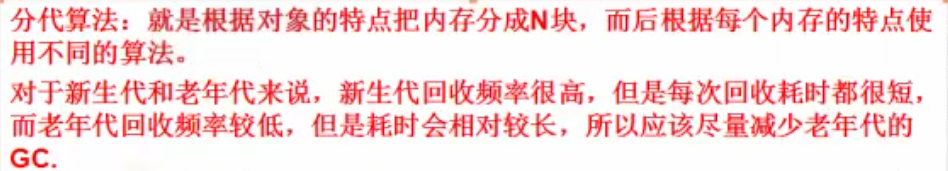 分代算法：就是根据对象的特点把内存分成N块，而后根据每个内存的特点使
用不同的算法。
对于新生代和老年代来说，新生代回收频率很高，但是每次回收耗时都很短，
而老年代回收频率较低，但是耗时会相对较长，所以应该尽量减少老年代的
GC.